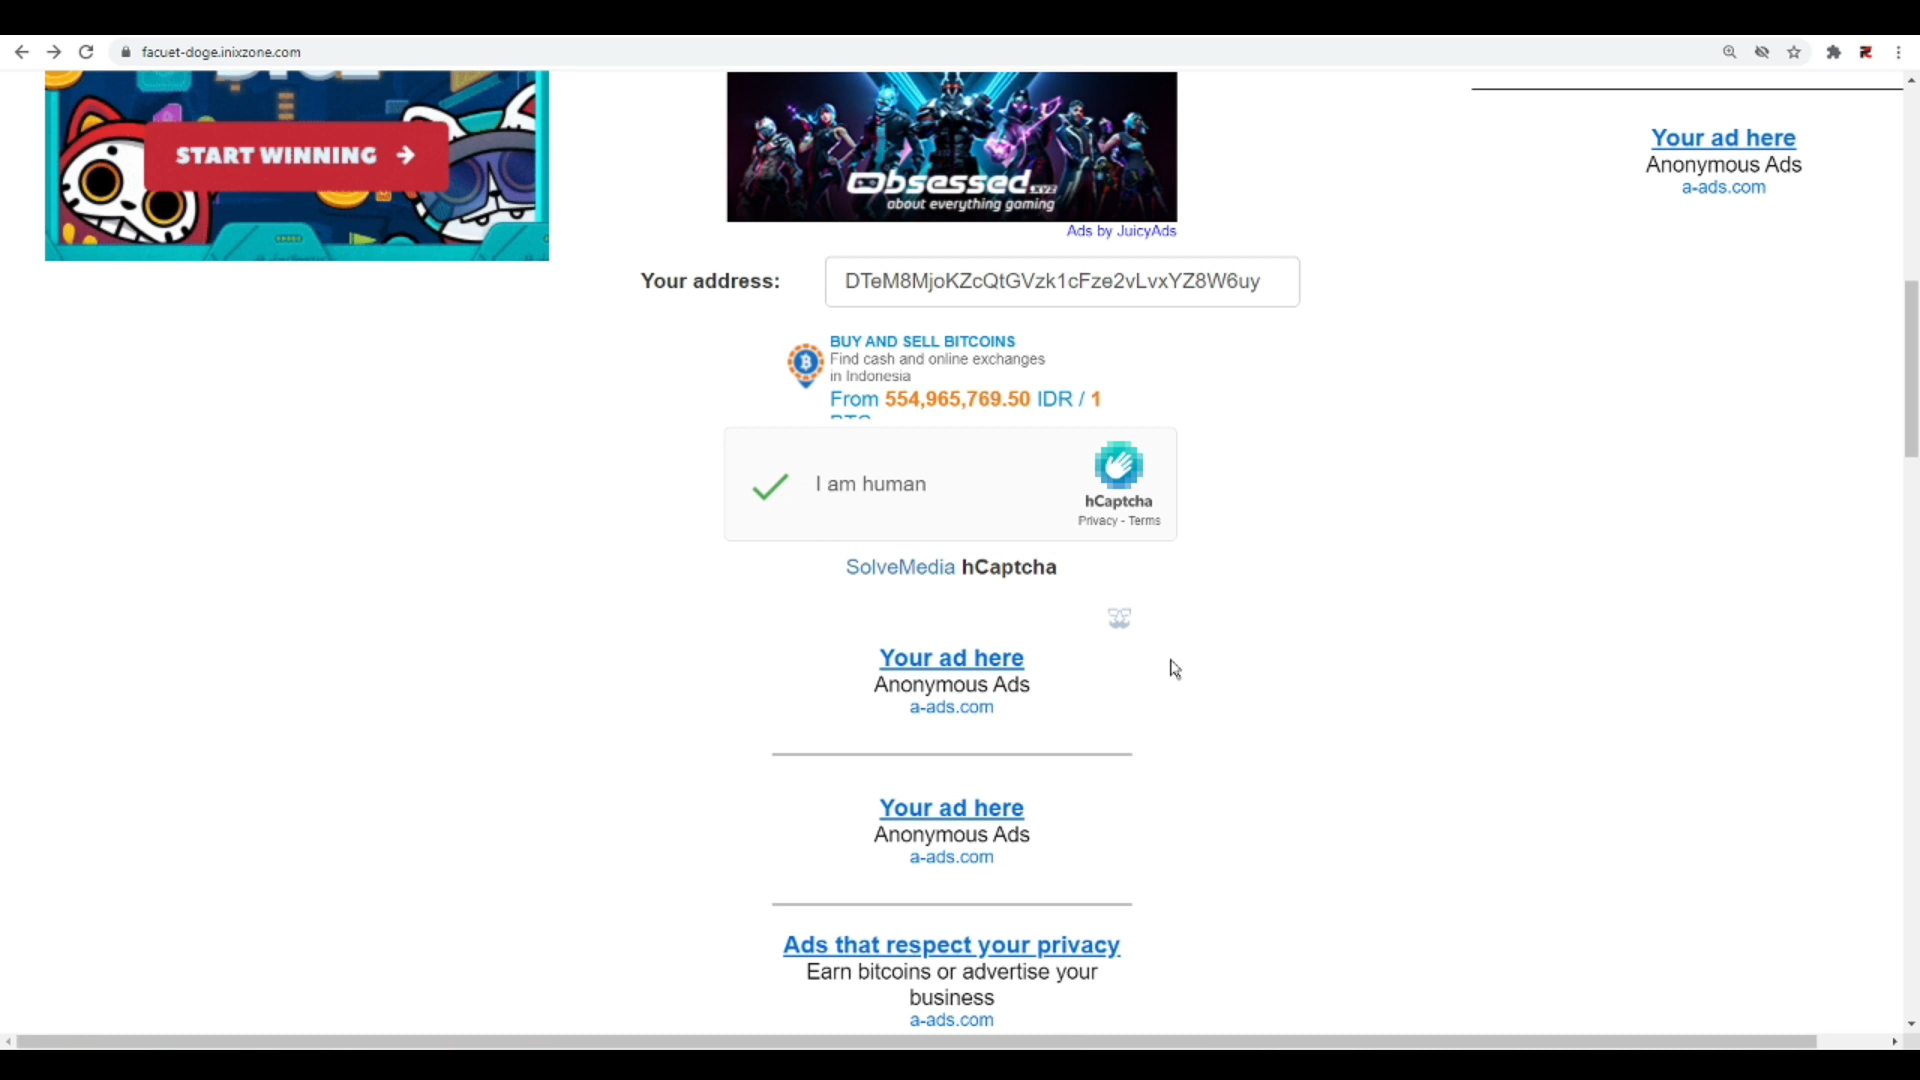 facuet-doge.inixzone.com
START WINNING →
Obsessed.xyz
about everything gaming
Ads by JuicyAds
Your ad here
Anonymous Ads
a-ads.com
Your address:
DTeM8MjoKZcQtGVzk1cFze2vLvxYZ8W6uy
BUY AND SELL BITCOINS
Find cash and online exchanges
in Indonesia
From 554,965,769.50 IDR / 1
I am human
hCaptcha
Privacy - Terms
SolveMedia hCaptcha
Your ad here
Anonymous Ads
a-ads.com
Your ad here
Anonymous Ads
a-ads.com
Ads that respect your privacy
Earn bitcoins or advertise your
business
a-ads.com